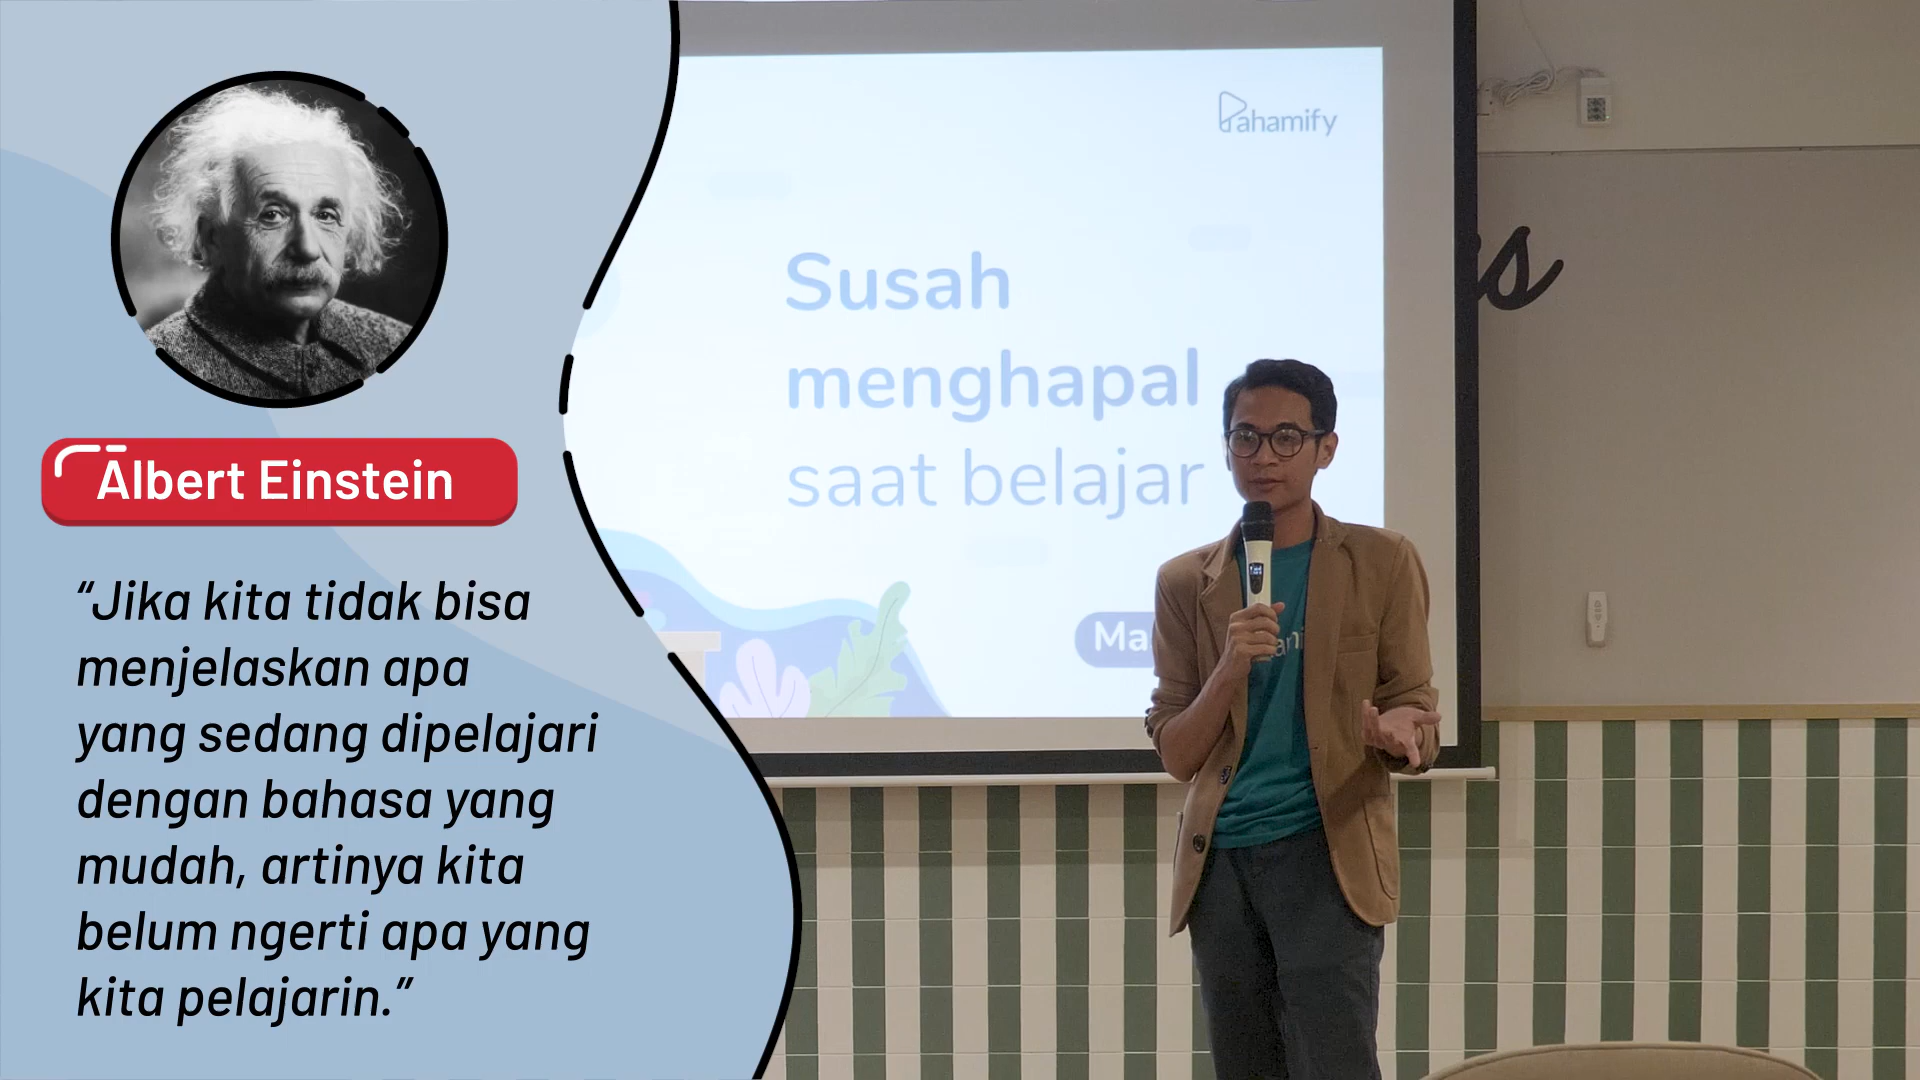 Albert Einstein
“Jika kita tidak bisa
menjelaskan apa
yang sedang dipelajari
dengan bahasa yang
mudah, artinya kita
belum ngerti apa yang
kita pelajarin.”
Pahamify
Susah
menghapal
saat belajar